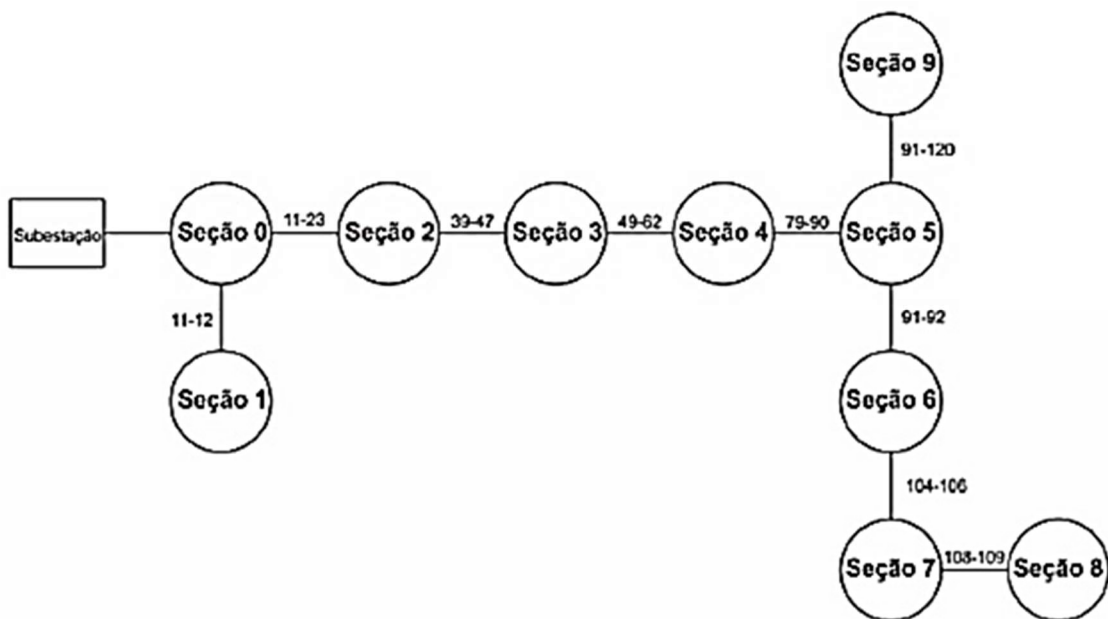 Seção 9
91-120
Subestação
Seção 0
11-23
Seção 2
39-47
Seção 3
49-62
Seção 4
79-90
Seção 5
11-12
91-92
Seção 1
Seção 6
104-106
Seção 7
108-109
Seção 8